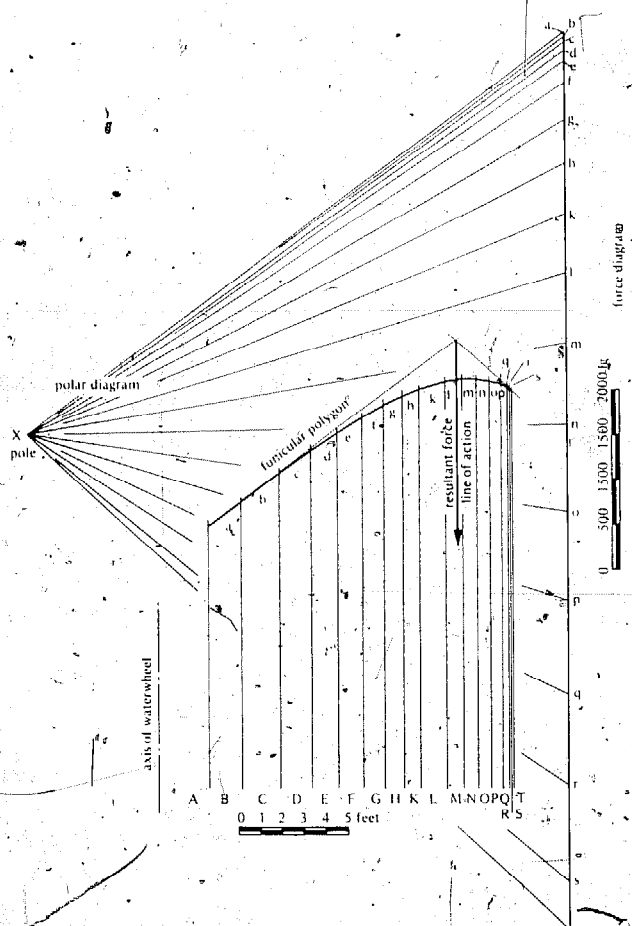 a
b
c
d
e
f
g
h
k
l
m
n
o
p
q
r
s
force diagram
0 500 1500 1500 2000 lg
polar diagram
X
pole
funicular polygon
b
c
d
e
f
g
h
k
l
m
n
o
p
q
r
s
resultant force
line of action
axis of waterwheel
A B C D E F G H K L M N O P Q T
R S
0 1 2 3 4 5 feet